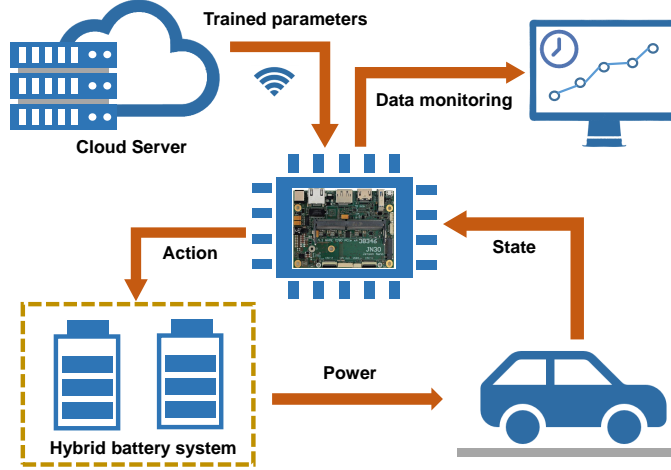 Trained parameters
Data monitoring
Cloud Server
Action
State
Power
Hybrid battery system